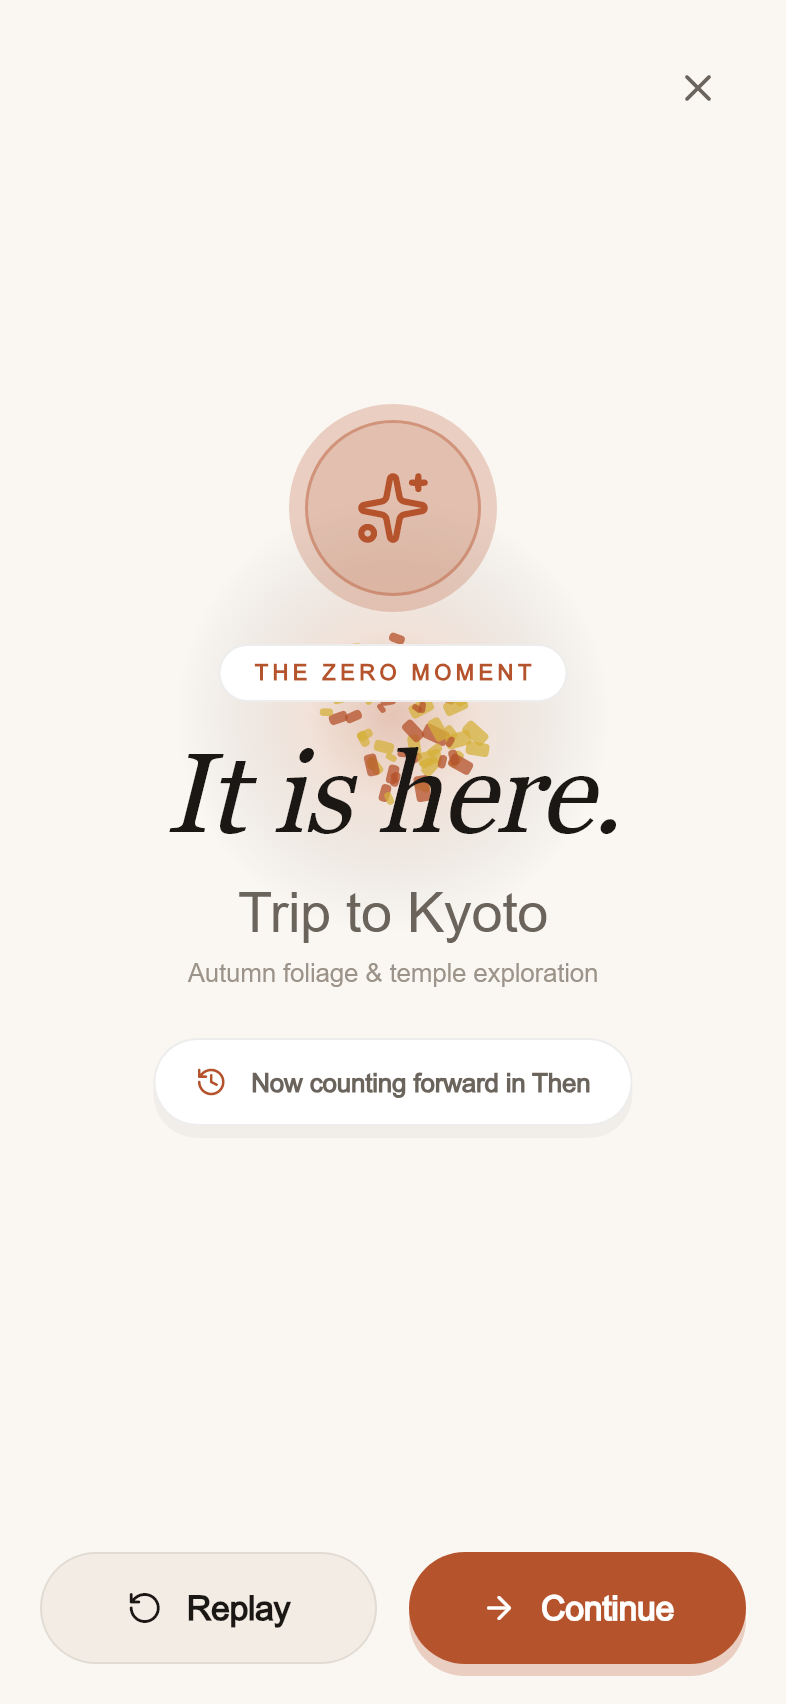 THE ZERO MOMENT
It is here.
Trip to Kyoto
Autumn foliage & temple exploration
Now counting forward in Then
Replay
Continue